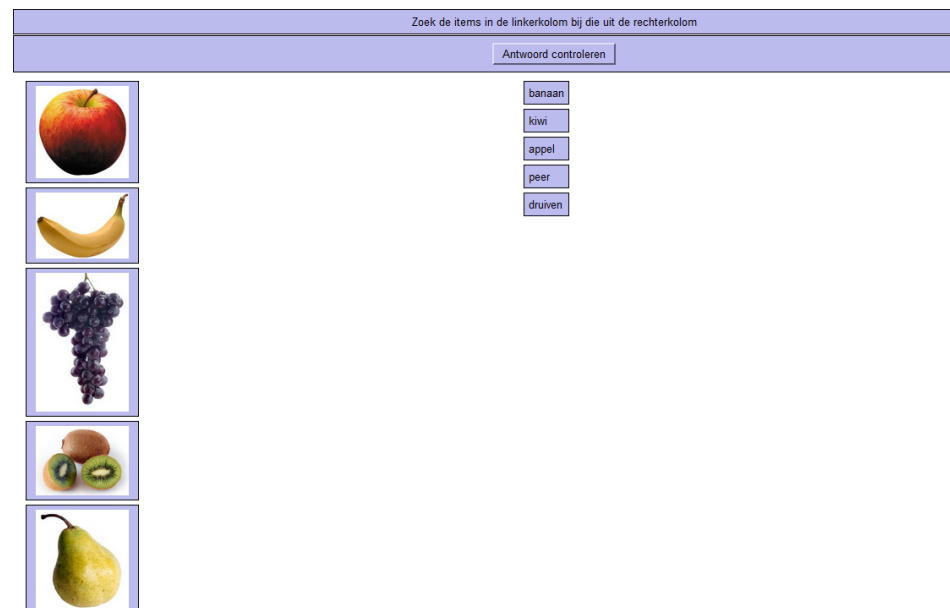 Zoek de items in de linkerkolom bij die uit de rechterkolom
Antwoord controleren
banaan
kiwi
appel
peer
druiven